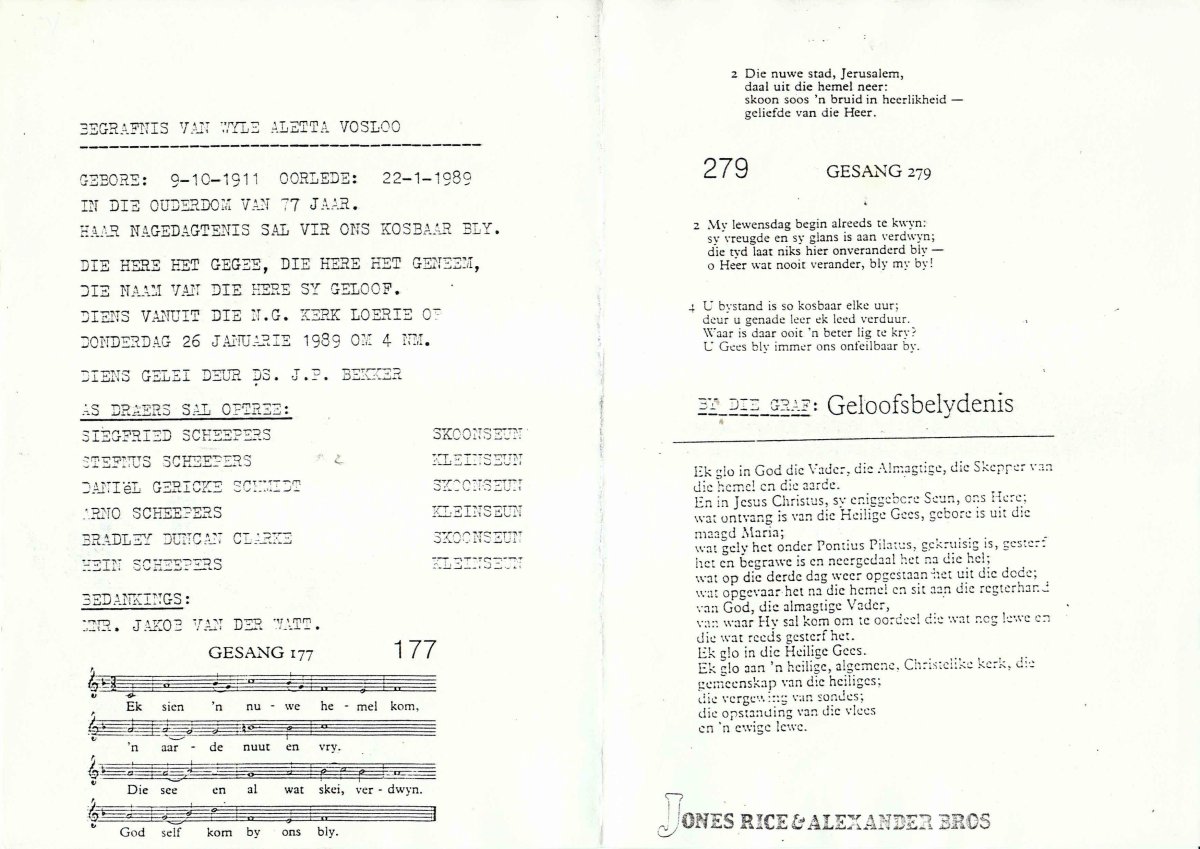 BEGRAFNIS VAN WYLE ALETTA VOSLOO
GEBORE: 9-10-1911 OORLEDE: 22-1-1989
IN DIE OUDERDOM VAN 77 JAAR.
HAAR NAGEDAGTENIS SAL VIR ONS KOSBAAR BLY.
DIE HERE HET GEGEE, DIE HERE HET GENEEM,
DIE NAAM VAN DIE HERE SY GELOOF.
DIENS VANUIT DIE N.G. KERK LOERIE OP
DONDERDAG 26 JANUARIE 1989 OM 4 NM.
DIENS GELEI DEUR DS. J.P. BEKKER
AS DRAERS SAL OPTREE:
SIEGFRIED SCHEEPERS SKOONSEUN
STEFNUS SCHEEPERS KLEINSEUN
DANIëL GERICKE SCHMIDT SKOONSEUN
ARNO SCHEEPERS KLEINSEUN
BRADLEY DUNCAN CLARKE SKOONSEUN
HEIN SCHEEPERS KLEINSEUN
BEDANKINGS:
MNR. JAKOB VAN DER WATT.
GESANG 177 177
Ek sien 'n nu - we he - mel kom,
'n aar - de nuut en vry.
Die see en al wat skei, ver - dwyn.
God self kom by ons bly.
2 Die nuwe stad, Jerusalem,
daal uit die hemel neer:
skoon soos 'n bruid in heerlikheid —
geliefde van die Heer.
279 GESANG 279
2 My lewensdag begin alreeds te kwyn:
sy vreugde en sy glans is aan verdwyn;
die tyd laat niks hier onveranderd bly —
o Heer wat nooit verander, bly my by!
4 U bystand is so kosbaar elke uur;
deur u genade leer ek leed verduur.
Waar is daar ooit 'n beter lig te kry?
U Gees bly immer ons onfeilbaar by.
BY DIE GRAF: Geloofsbelydenis
Ek glo in God die Vader, die Almagtige, die Skepper van
die hemel en die aarde.
En in Jesus Christus, sy eniggebore Seun, ons Here;
wat ontvang is van die Heilige Gees, gebore is uit die
maagd Maria;
wat gely het onder Pontius Pilatus, gekruisig is, gesterf
het en begrawe is en neergedaal het na die hel;
wat op die derde dag weer opgestaan het uit die dode;
wat opgevaar het na die hemel en sit aan die regterhand
van God, die almagtige Vader,
van waar Hy sal kom om te oordeel die wat nog lewe en
die wat reeds gesterf het.
Ek glo in die Heilige Gees.
Ek glo aan 'n heilige, algemene, Christelike kerk, die
gemeenskap van die heiliges;
die vergewing van sondes;
die opstanding van die vlees
en 'n ewige lewe.
JONES RICE & ALEXANDER BROS